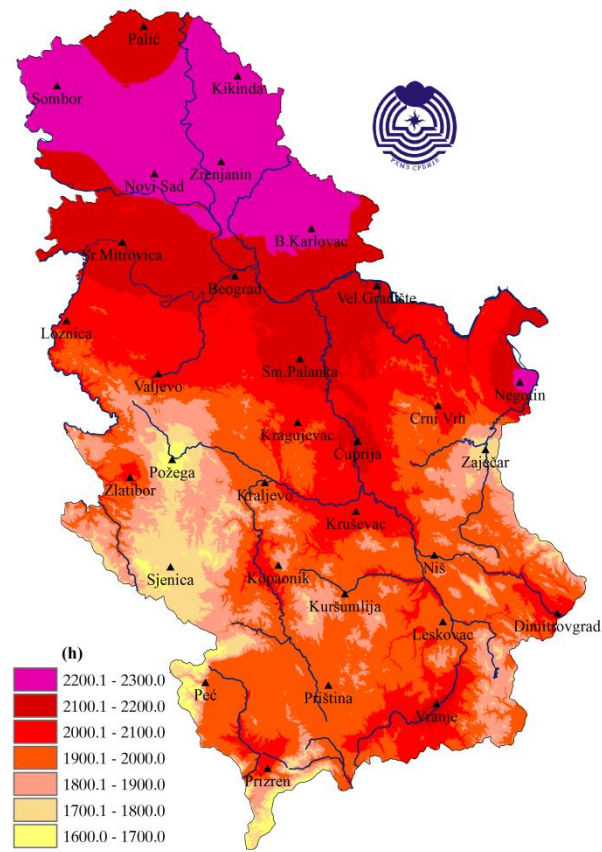 Palić
Kikinda
Sombor
Zrenjanin
Novi Sad
РХМЗ СРБИЈЕ
B.Karlovac
Sr.Mitrovica
Beograd
Vel.Gradište
Loznica
Sm.Palanka
Valjevo
Negotin
Crni Vrh
Kragujevac
Ćuprija
Zaječar
Požega
Zlatibor
Kraljevo
Kruševac
Niš
Sjenica
Kopaonik
Kuršumlija
Dimitrovgrad
Leskovac
(h)
2200.1 - 2300.0
2100.1 - 2200.0
2000.1 - 2100.0
1900.1 - 2000.0
1800.1 - 1900.0
1700.1 - 1800.0
1600.0 - 1700.0
Peć
Priština
Vranje
Prizren